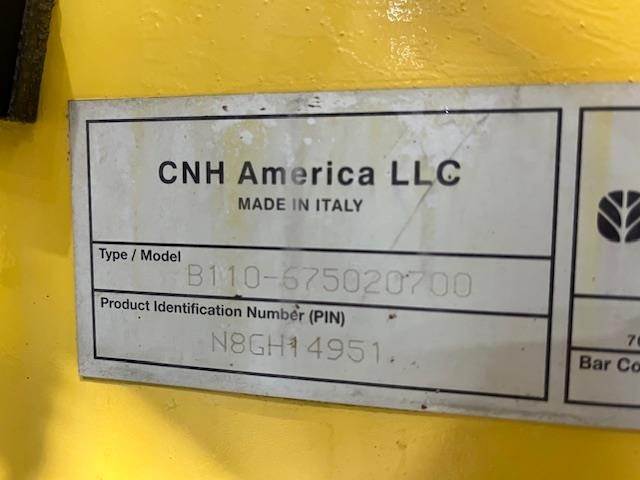 CNH America LLC
MADE IN ITALY
Type / Model
B110-675020700
Product Identification Number (PIN)
N8GH14951
Bar Co